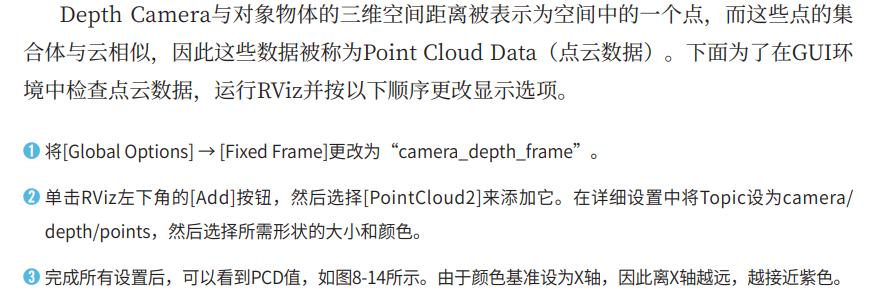 Depth Camera与对象物体的三维空间距离被表示为空间中的一个点，而这些点的集
合体与云相似，因此这些数据被称为Point Cloud Data（点云数据）。下面为了在GUI环
境中检查点云数据，运行RViz并按以下顺序更改显示选项。
❶ 将[Global Options] → [Fixed Frame]更改为“camera_depth_frame”。
❷ 单击RViz左下角的[Add]按钮，然后选择[PointCloud2]来添加它。在详细设置中将Topic设为camera/
depth/points，然后选择所需形状的大小和颜色。
❸ 完成所有设置后，可以看到PCD值，如图8-14所示。由于颜色基准设为X轴，因此离X轴越远，越接近紫色。